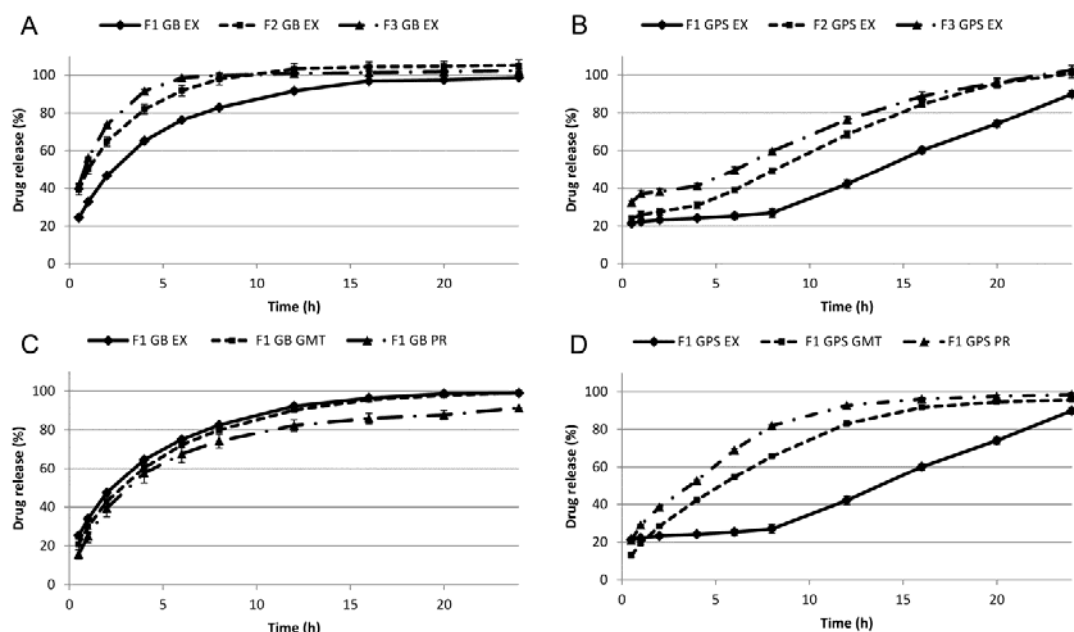 A
F1 GB EX F2 GB EX F3 GB EX
Drug release (%)
100
80
60
40
20
0
0 5 10 15 20
Time (h)
B
F1 GPS EX F2 GPS EX F3 GPS EX
Drug release (%)
100
80
60
40
20
0
0 5 10 15 20
Time (h)
C
F1 GB EX F1 GB GMT F1 GB PR
Drug release (%)
100
80
60
40
20
0
0 5 10 15 20
Time (h)
D
F1 GPS EX F1 GPS GMT F1 GPS PR
Drug release (%)
100
80
60
40
20
0
0 5 10 15 20
Time (h)